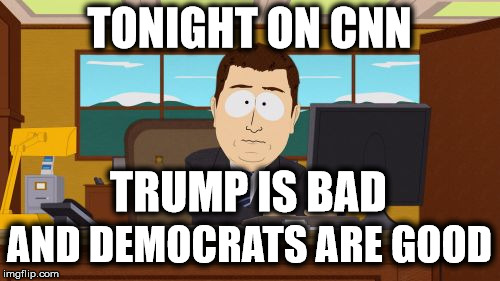 TONIGHT ON CNN
TRUMP IS BAD
AND DEMOCRATS ARE GOOD
imgflip.com